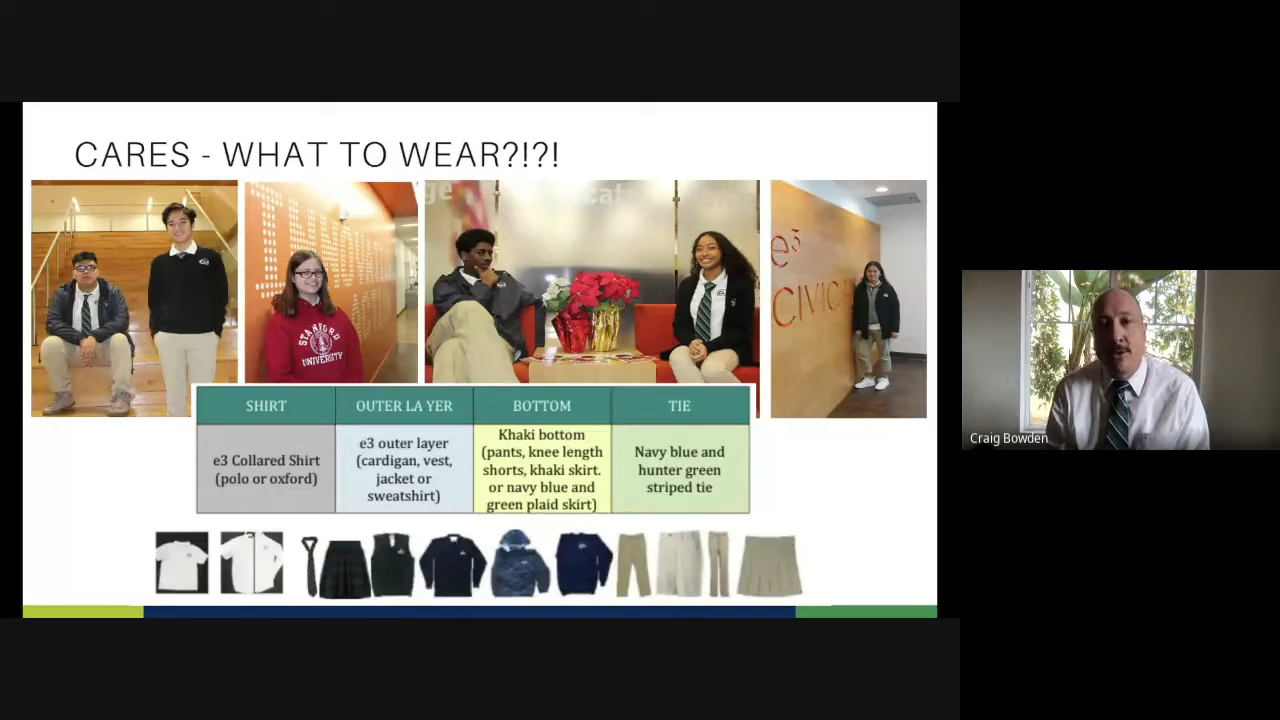 CARES - WHAT TO WEAR?!?!
ge
cat
STANFORD
UNIVERSITY
e3
CIVIC
SHIRT
OUTER LA YER
BOTTOM
TIE
e3 Collared Shirt
(polo or oxford)
e3 outer layer
(cardigan, vest,
jacket or
sweatshirt)
Khaki bottom
(pants, knee length
shorts, khaki skirt.
or navy blue and
green plaid skirt)
Navy blue and
hunter green
striped tie
Craig Bowden